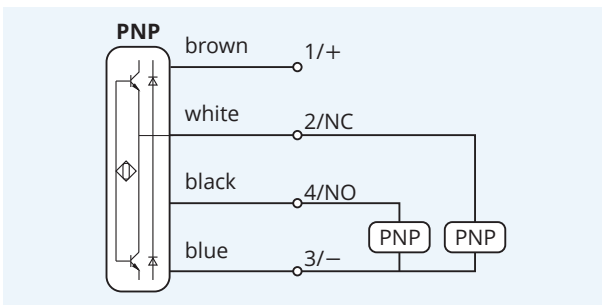 PNP
brown 1/+
white 2/NC
black 4/NO
PNP PNP
blue 3/−